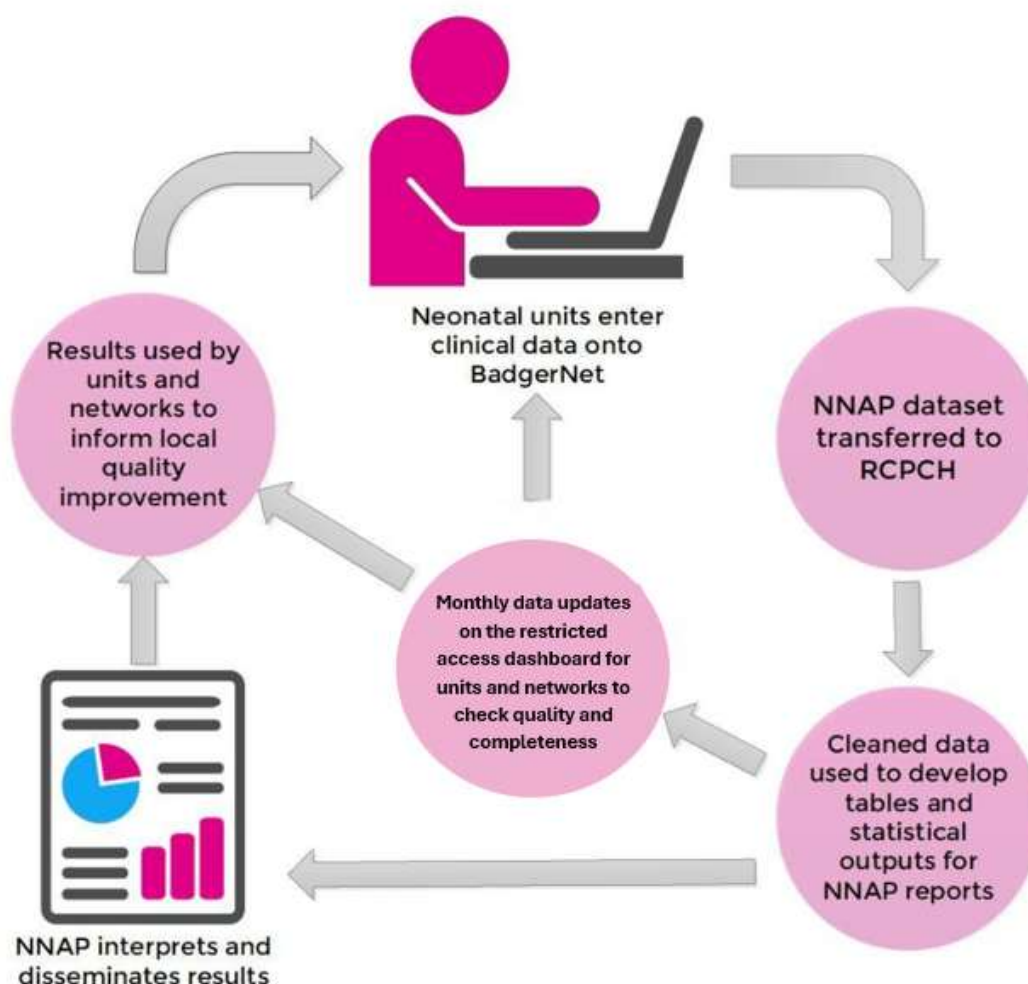 Neonatal units enter
clinical data onto
BadgerNet
NNAP dataset
transferred to
RCPCH
Cleaned data
used to develop
tables and
statistical
outputs for
NNAP reports
Monthly data updates
on the restricted
access dashboard for
units and networks to
check quality and
completeness
NNAP interprets and
disseminates results
Results used by
units and
networks to
inform local
quality
improvement